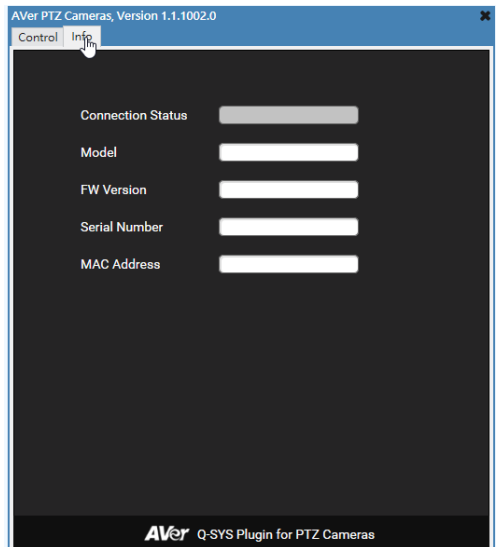 AVer PTZ Cameras, Version 1.1.1002.0
Control Info
Connection Status
Model
FW Version
Serial Number
MAC Address
AVer Q-SYS Plugin for PTZ Cameras